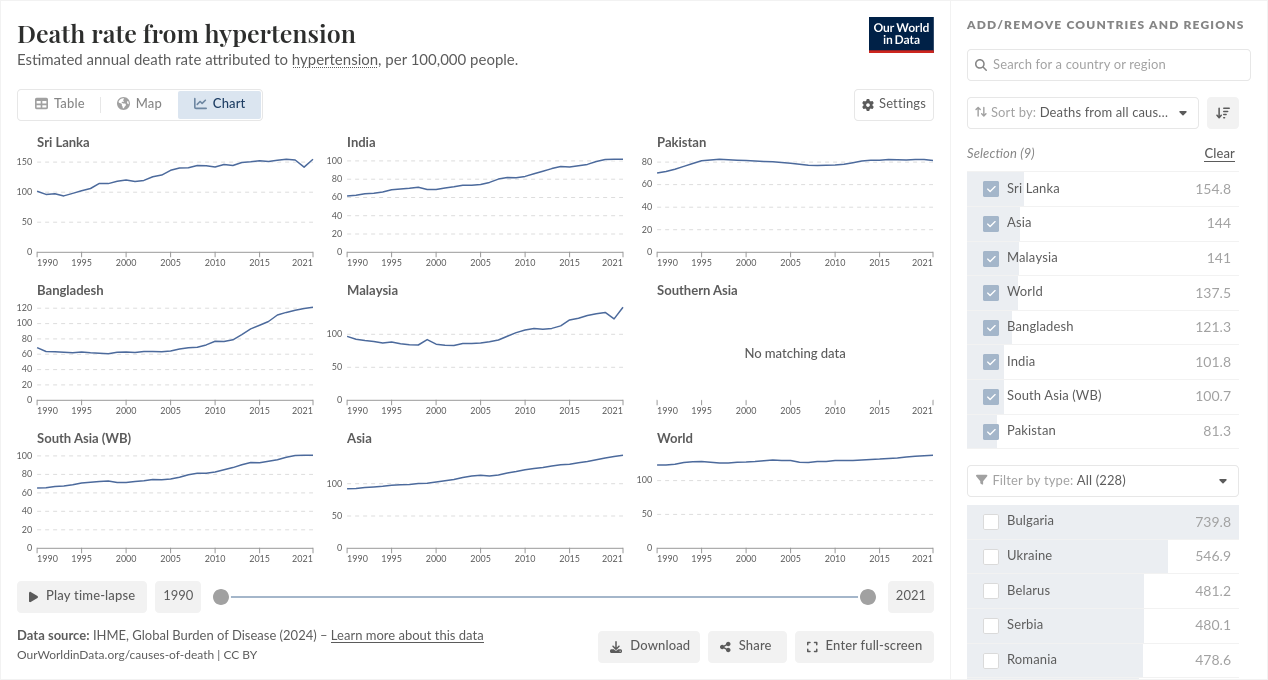 Death rate from hypertension
Estimated annual death rate attributed to hypertension, per 100,000 people.
Our World
in Data
Table
Map
Chart
Settings
Sri Lanka
150
100
50
0
1990 1995 2000 2005 2010 2015 2021
India
100
80
60
40
20
0
1990 1995 2000 2005 2010 2015 2021
Pakistan
80
60
40
20
0
1990 1995 2000 2005 2010 2015 2021
Bangladesh
120
100
80
60
40
20
0
1990 1995 2000 2005 2010 2015 2021
Malaysia
100
50
0
1990 1995 2000 2005 2010 2015 2021
Southern Asia
No matching data
1990 1995 2000 2005 2010 2015 2021
South Asia (WB)
100
80
60
40
20
0
1990 1995 2000 2005 2010 2015 2021
Asia
100
50
0
1990 1995 2000 2005 2010 2015 2021
World
100
50
0
1990 1995 2000 2005 2010 2015 2021
Play time-lapse
1990
2021
Data source: IHME, Global Burden of Disease (2024) – Learn more about this data
OurWorldinData.org/causes-of-death | CC BY
Download
Share
Enter full-screen
ADD/REMOVE COUNTRIES AND REGIONS
Search for a country or region
Sort by: Deaths from all caus...
Selection (9)
Clear
Sri Lanka 154.8
Asia 144
Malaysia 141
World 137.5
Bangladesh 121.3
India 101.8
South Asia (WB) 100.7
Pakistan 81.3
Filter by type: All (228)
Bulgaria 739.8
Ukraine 546.9
Belarus 481.2
Serbia 480.1
Romania 478.6